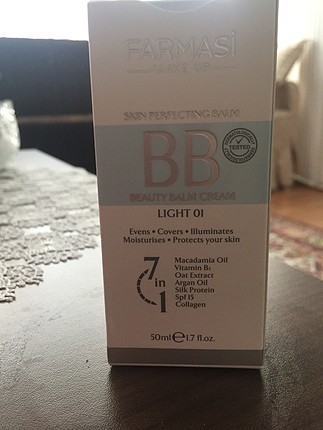 FARMASİ
MAKE UP
SKIN PERFECTING BALM
BB
TESTED
BEAUTY BALM CREAM
LIGHT 01
Evens • Covers • Illuminates
Moisturises • Protects your skin
7 in 1
Macadamia Oil
Vitamin B₅
Oat Extract
Argan Oil
Silk Protein
Spf 15
Collagen
50ml ℮ 1.7 fl.oz.